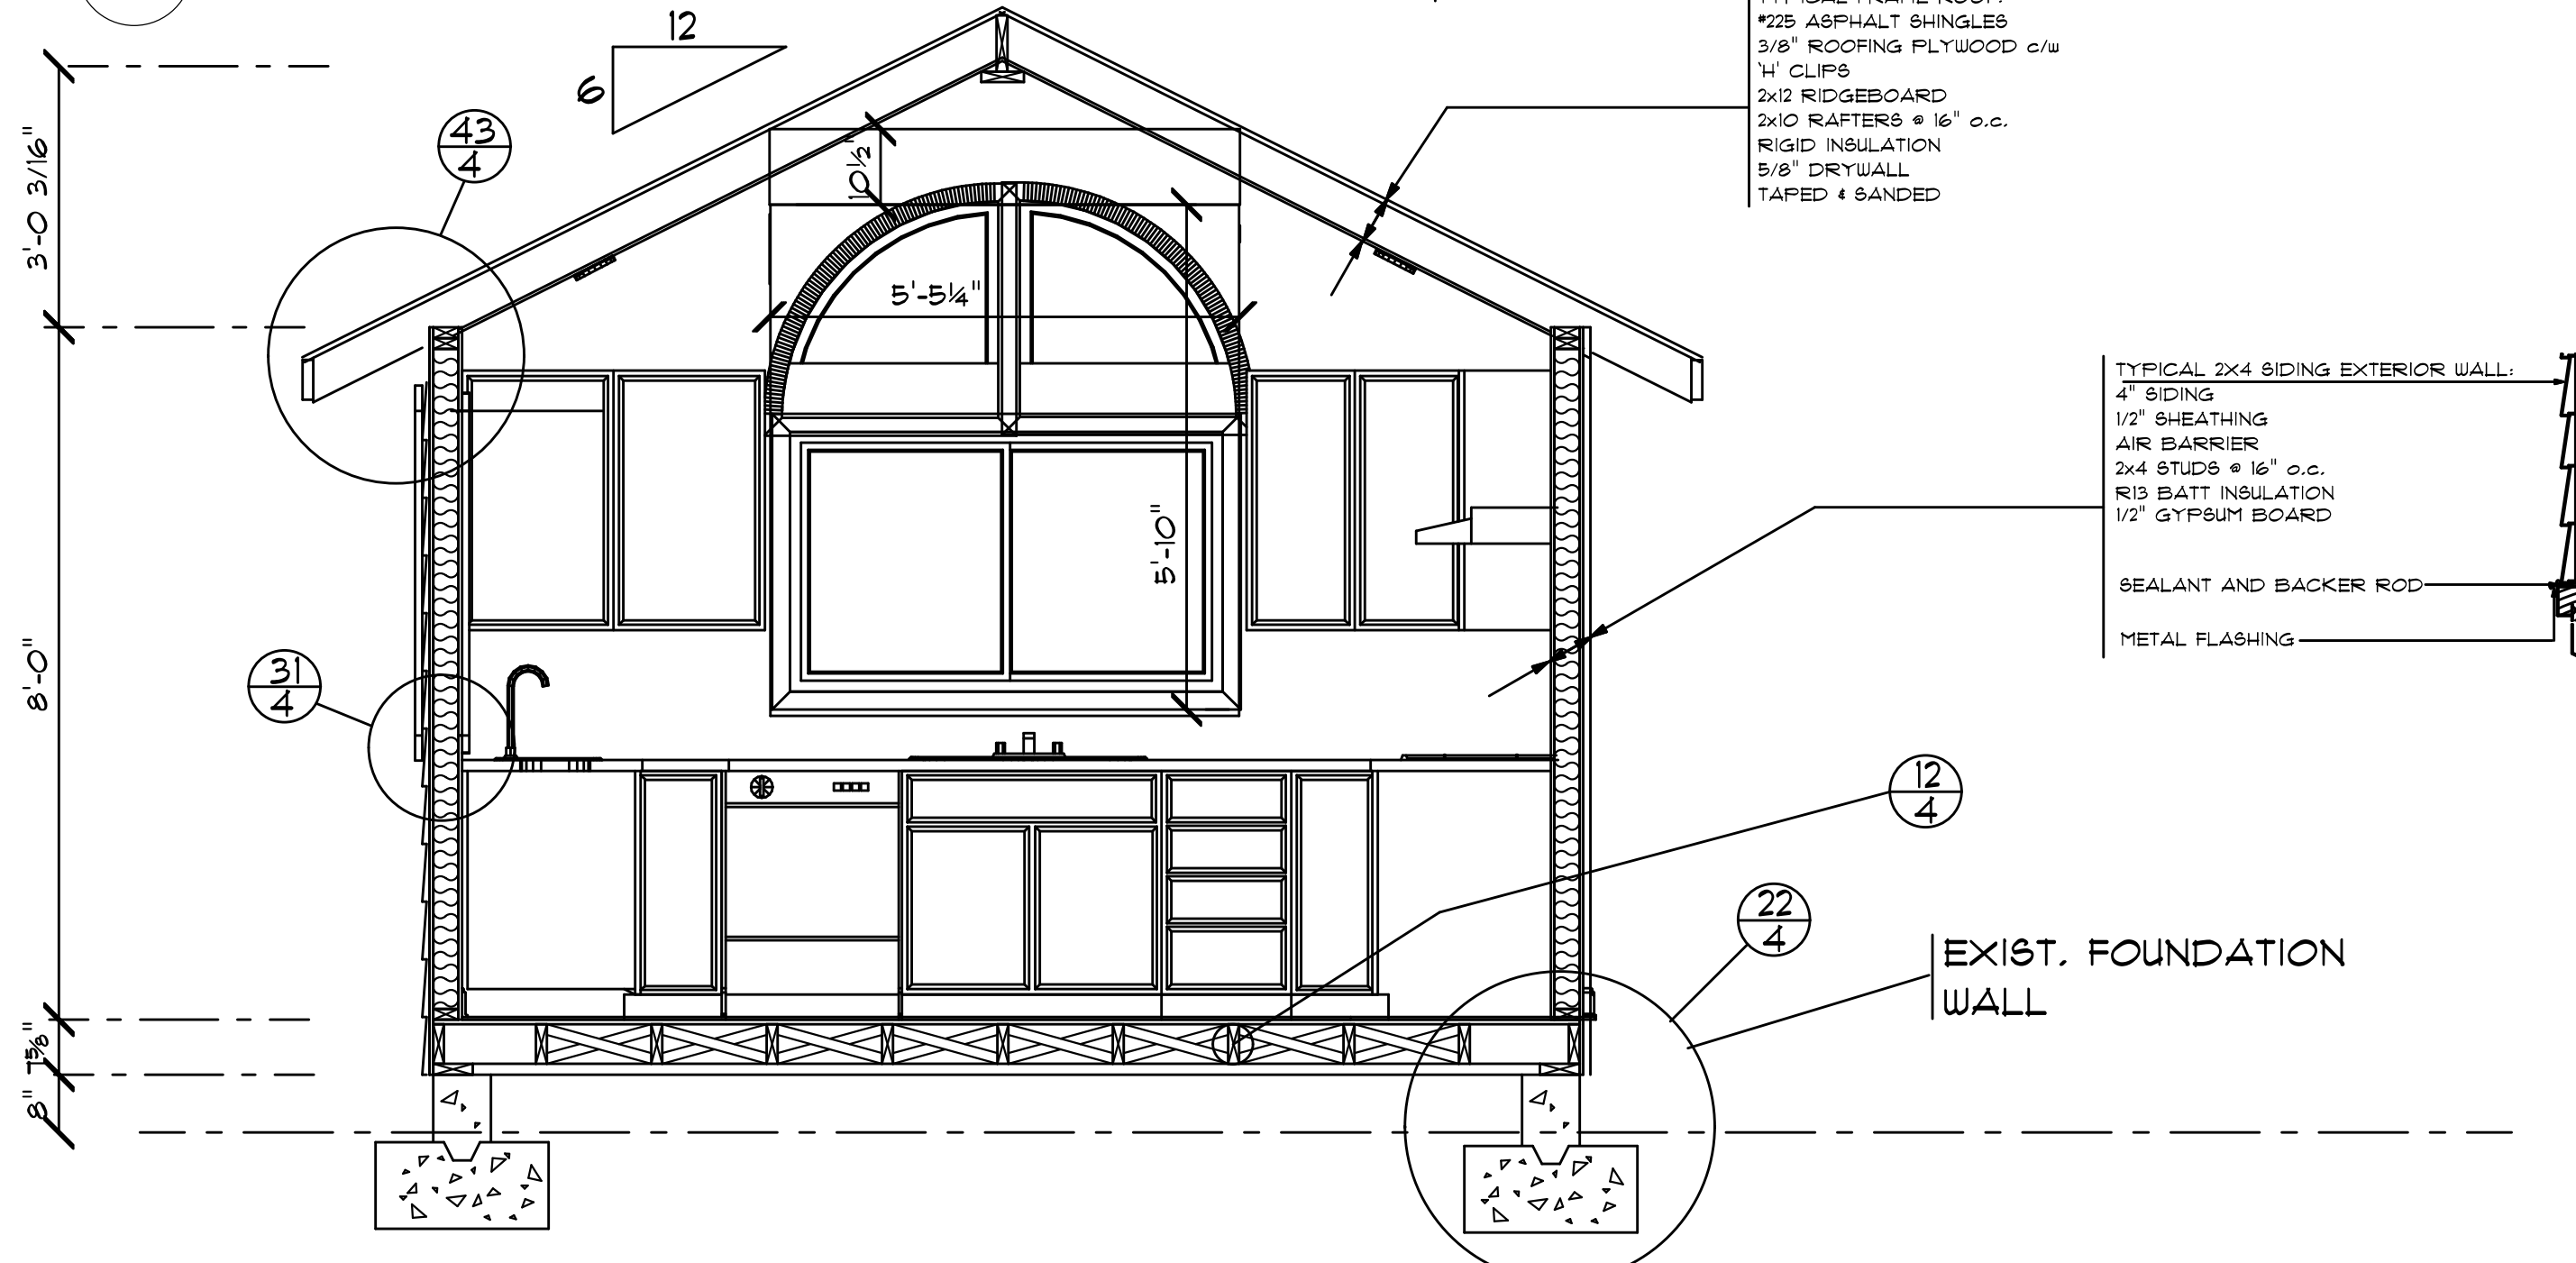 12
6
43
4
3'-0 3/16"
10½"
5'-5¼"
5'-10"
#225 ASPHALT SHINGLES
3/8" ROOFING PLYWOOD c/w
'H' CLIPS
2x12 RIDGEBOARD
2x10 RAFTERS @ 16" o.c.
RIGID INSULATION
5/8" DRYWALL
TAPED & SANDED
TYPICAL 2X4 SIDING EXTERIOR WALL:
4" SIDING
1/2" SHEATHING
AIR BARRIER
2x4 STUDS @ 16" o.c.
R13 BATT INSULATION
1/2" GYPSUM BOARD
SEALANT AND BACKER ROD
METAL FLASHING
8'-0"
31
4
12
4
22
4
EXIST. FOUNDATION
WALL
8"